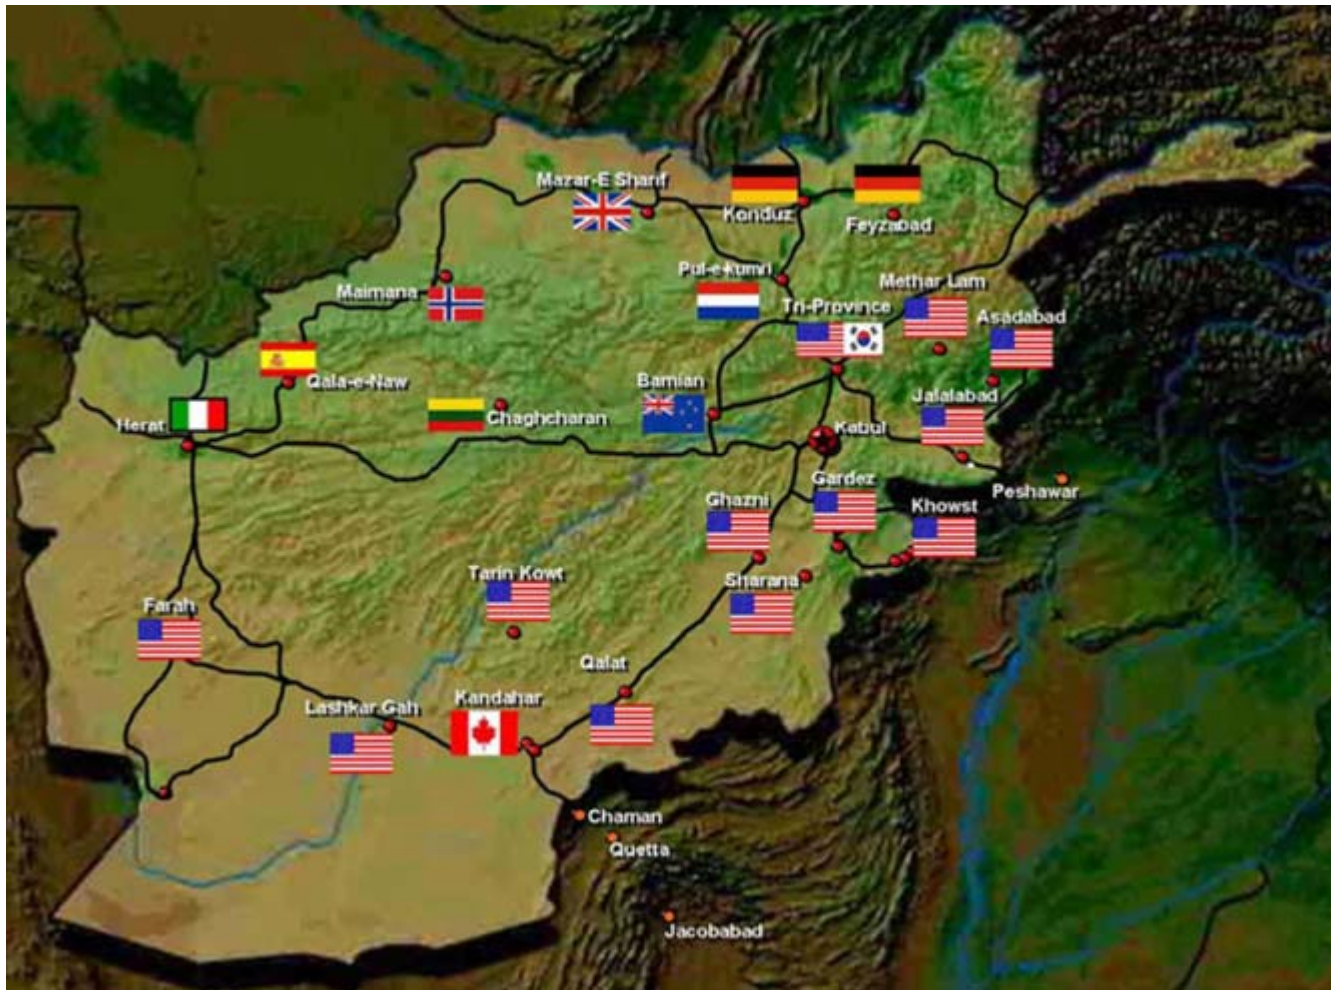 Mazar-E Sharif
Konduz
Feyzabad
Pul-e-kumri
Methar Lam
Maimana
Tri-Province
Asadabad
Qala-e-Naw
Bamian
Jalalabad
Herat
Chaghcharan
Kabul
Gardez
Peshawar
Ghazni
Khowst
Tarin Kowt
Sharana
Farah
Qalat
Kandahar
Lashkar Gah
Chaman
Quetta
Jacobabad